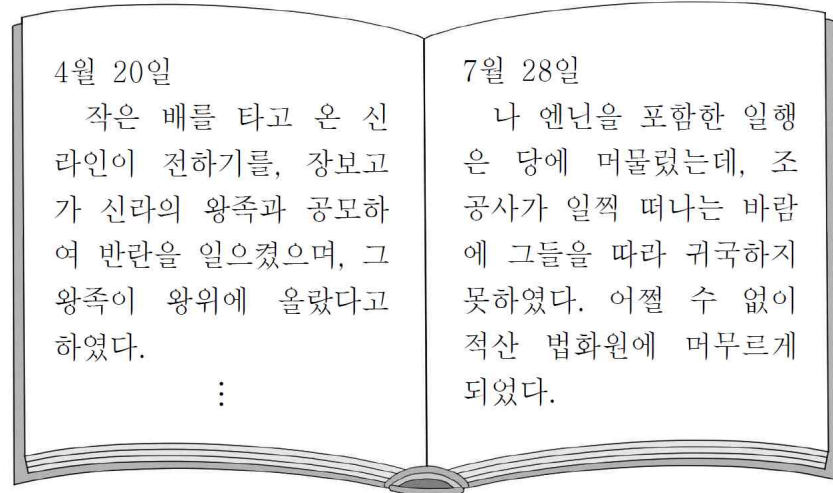 4월 20일
작은 배를 타고 온 신
라인이 전하기를, 장보고
가 신라의 왕족과 공모하
여 반란을 일으켰으며, 그
왕족이 왕위에 올랐다고
하였다.
⋮
7월 28일
나 엔닌을 포함한 일행
은 당에 머물렀는데, 조
공사가 일찍 떠나는 바람
에 그들을 따라 귀국하지
못하였다. 어쩔 수 없이
적산 법화원에 머무르게
되었다.